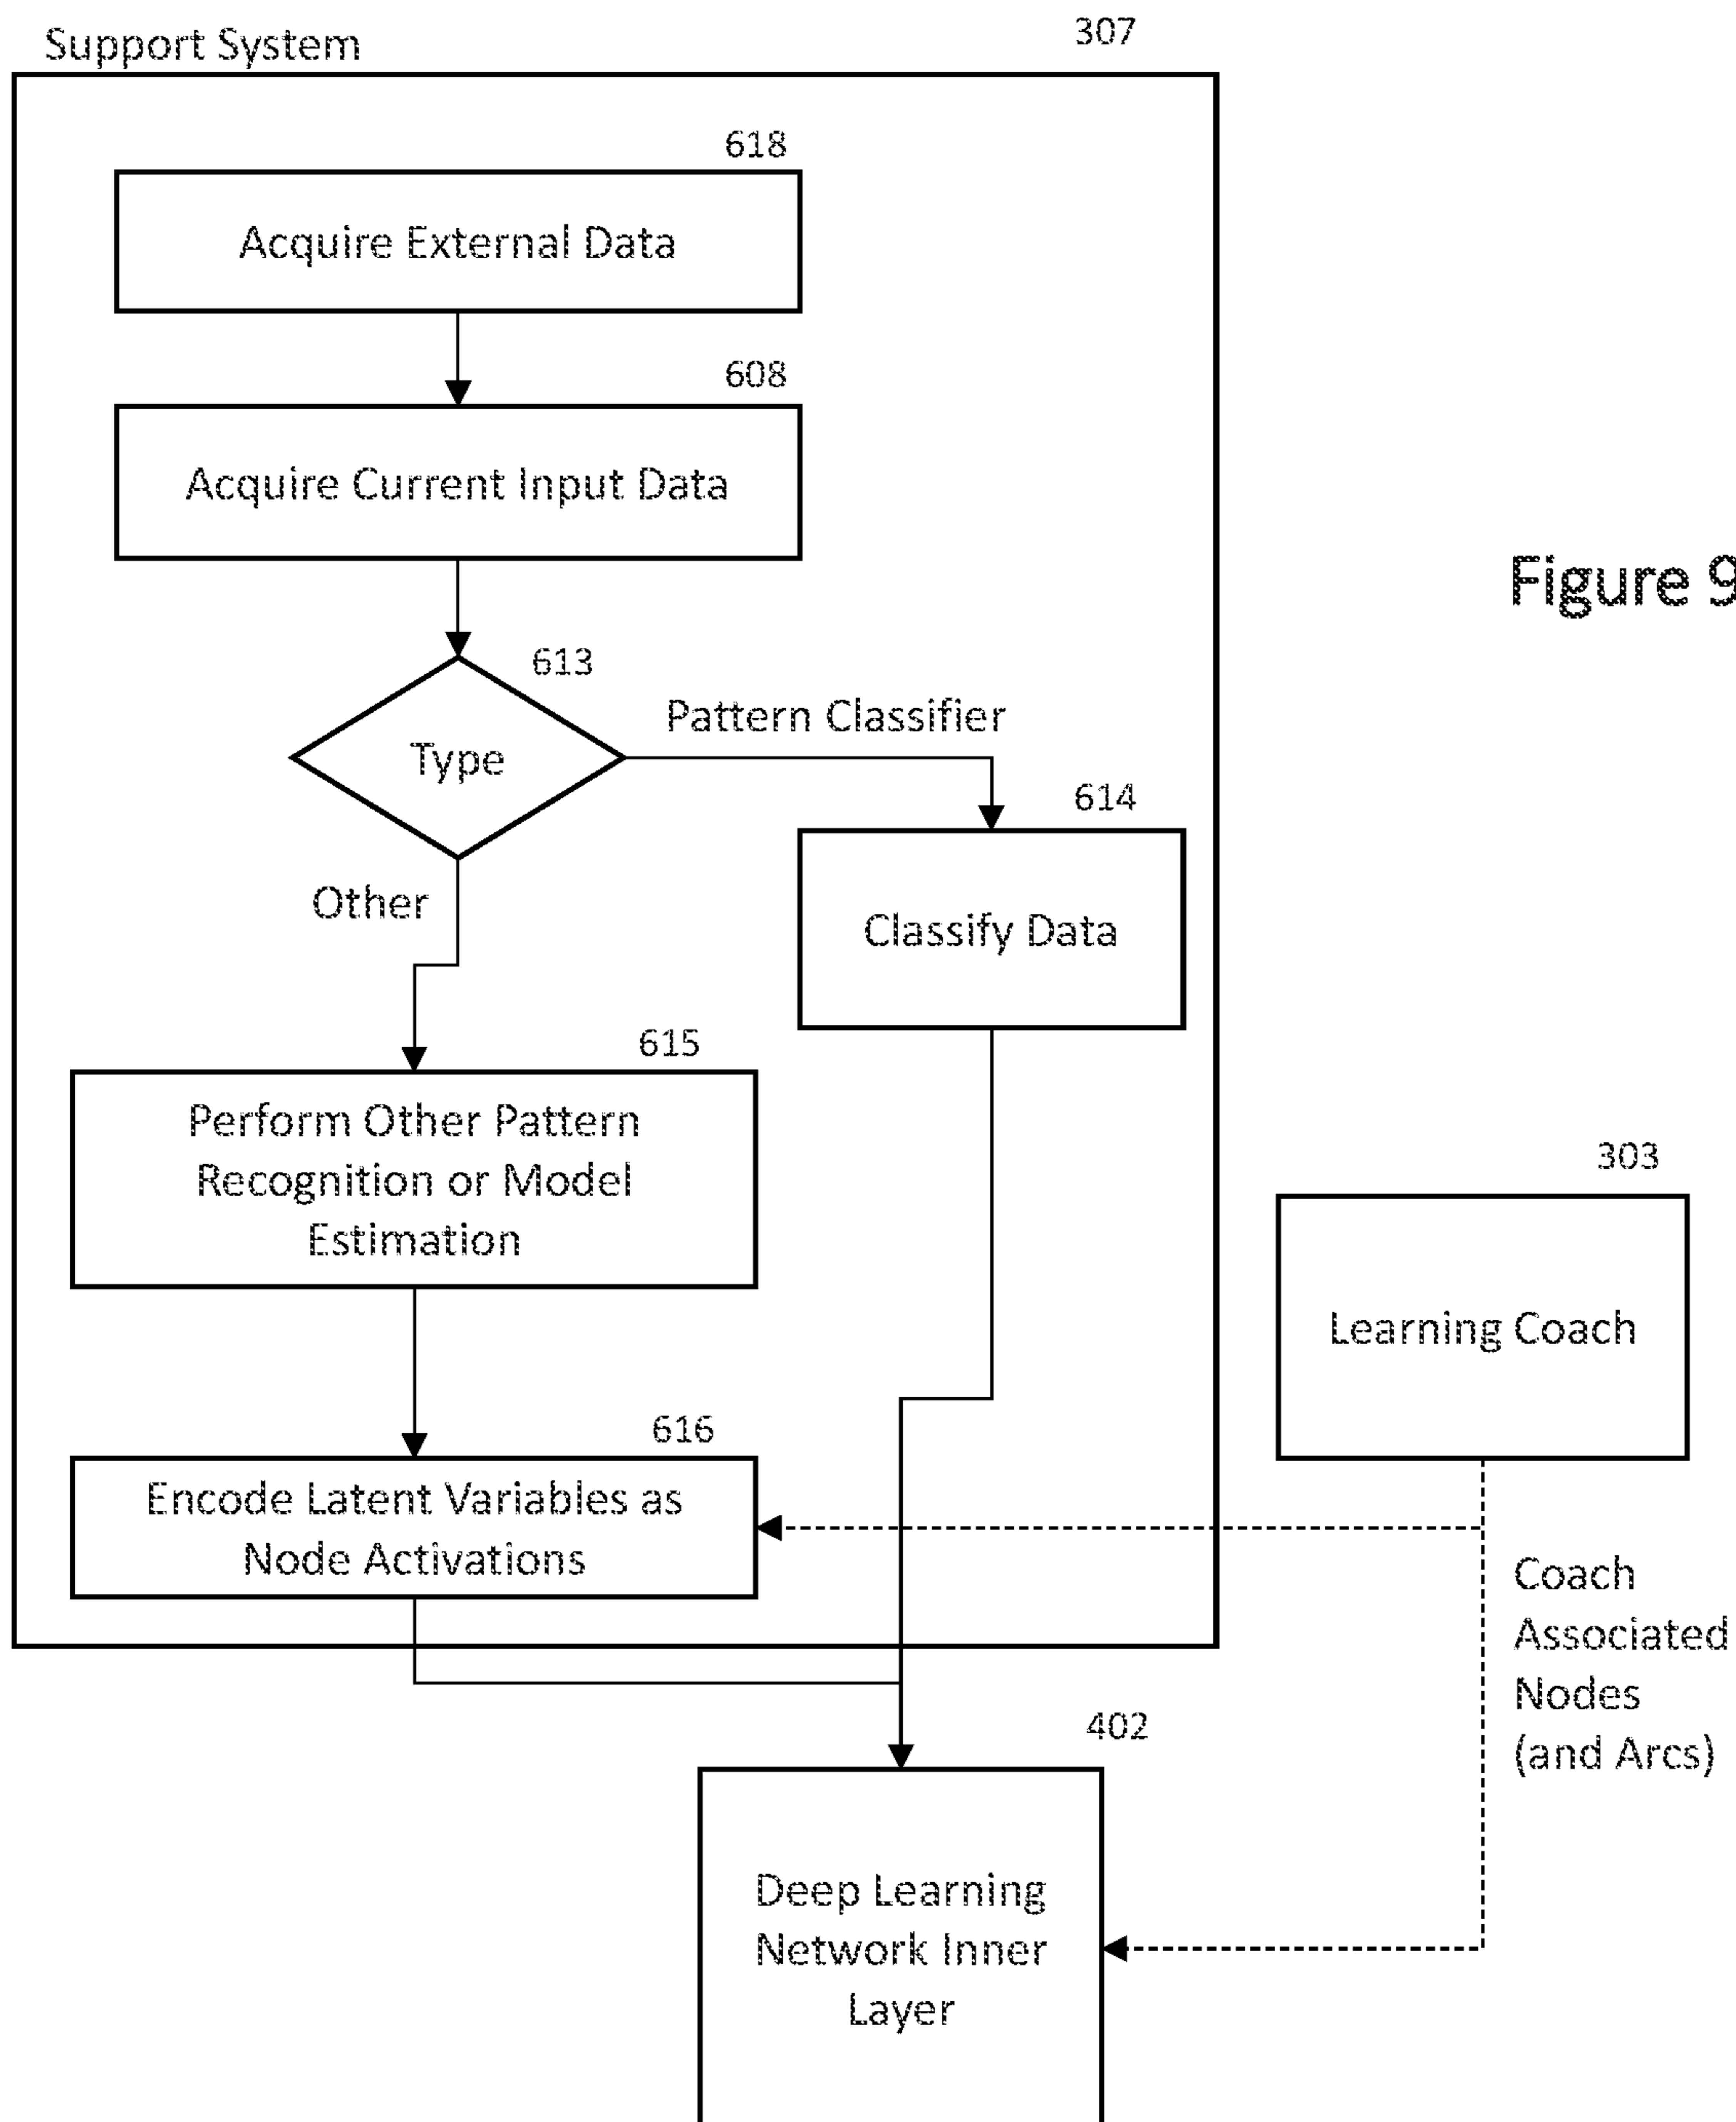 Support System
307
618
Acquire External Data
608
Acquire Current Input Data
Figure 9
613
Type
Pattern Classifier
614
Classify Data
Other
615
Perform Other Pattern
Recognition or Model
Estimation
303
Learning Coach
616
Encode Latent Variables as
Node Activations
Coach
Associated
Nodes
(and Arcs)
402
Deep Learning
Network Inner
Layer